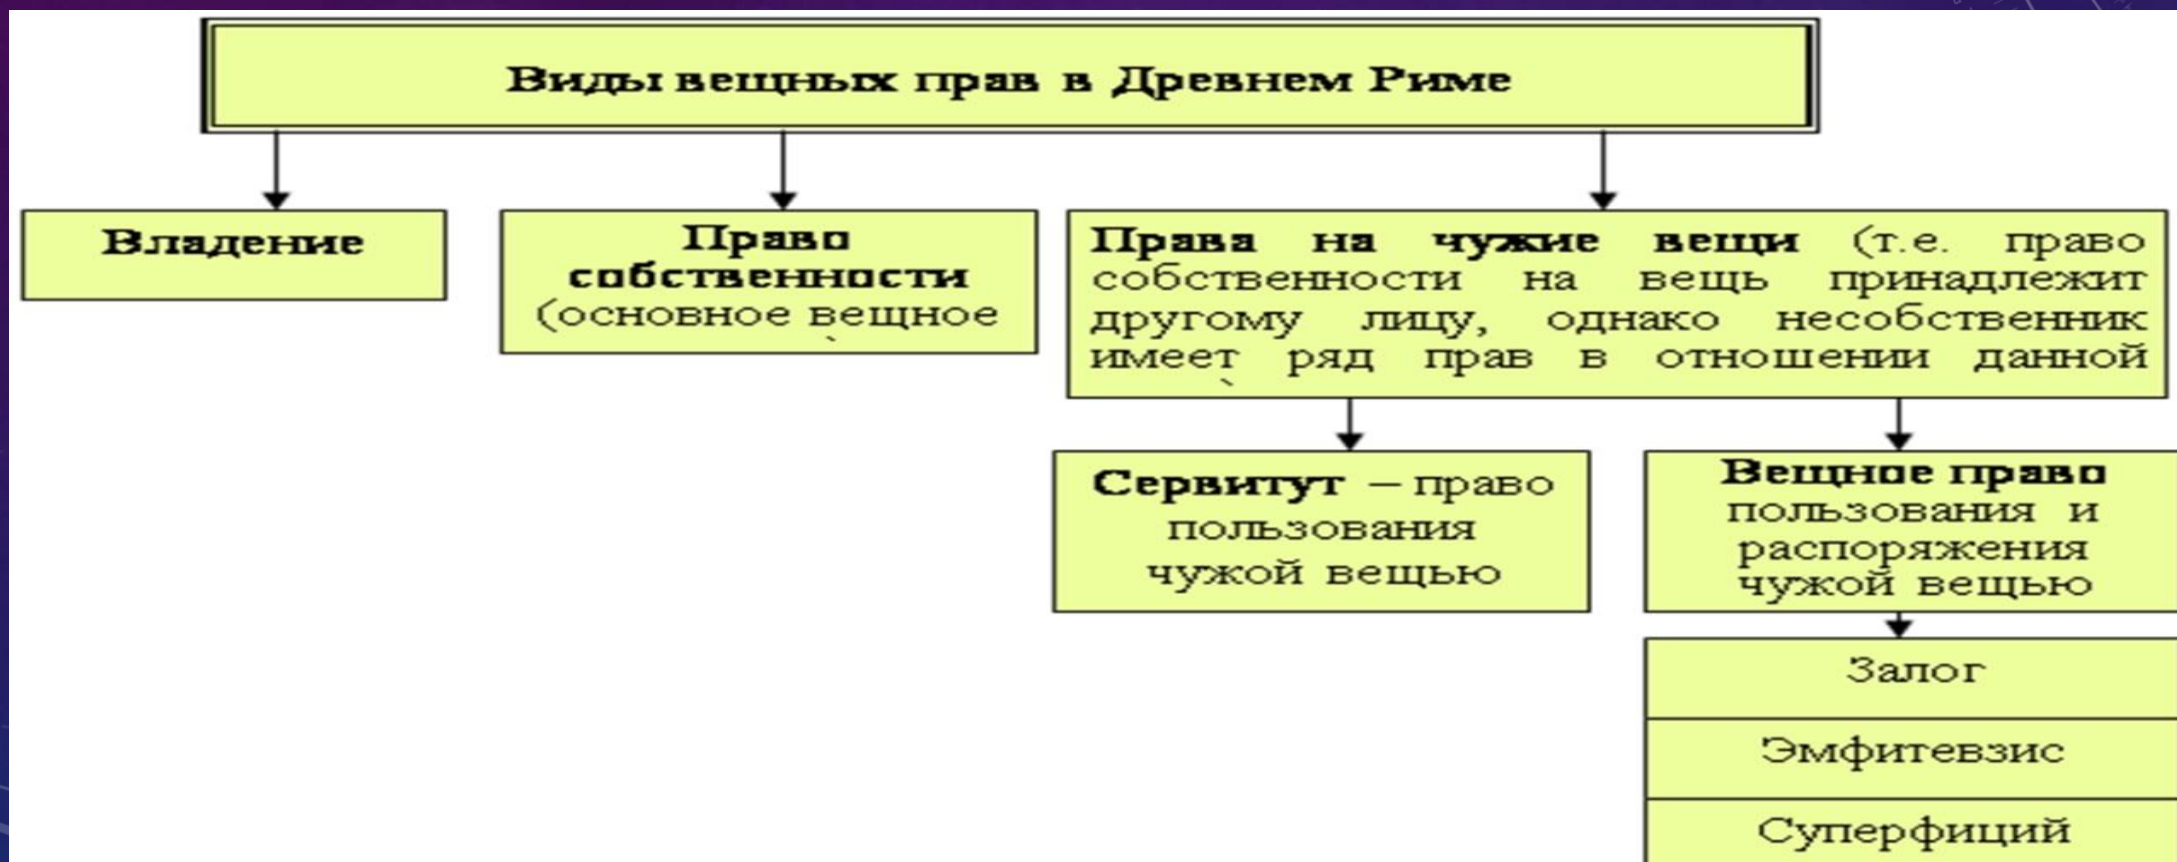 Виды вещных прав в Древнем Риме
Владение
Право
собственности
(основное вещное
Права на чужие вещи (т.е. право
собственности на вещь принадлежит
другому лицу, однако несобственник
имеет ряд прав в отношении данной
Сервитут – право
пользования
чужой вещью
Вещное право
пользования и
распоряжения
чужой вещью
Залог
Эмфитевзис
Суперфиций